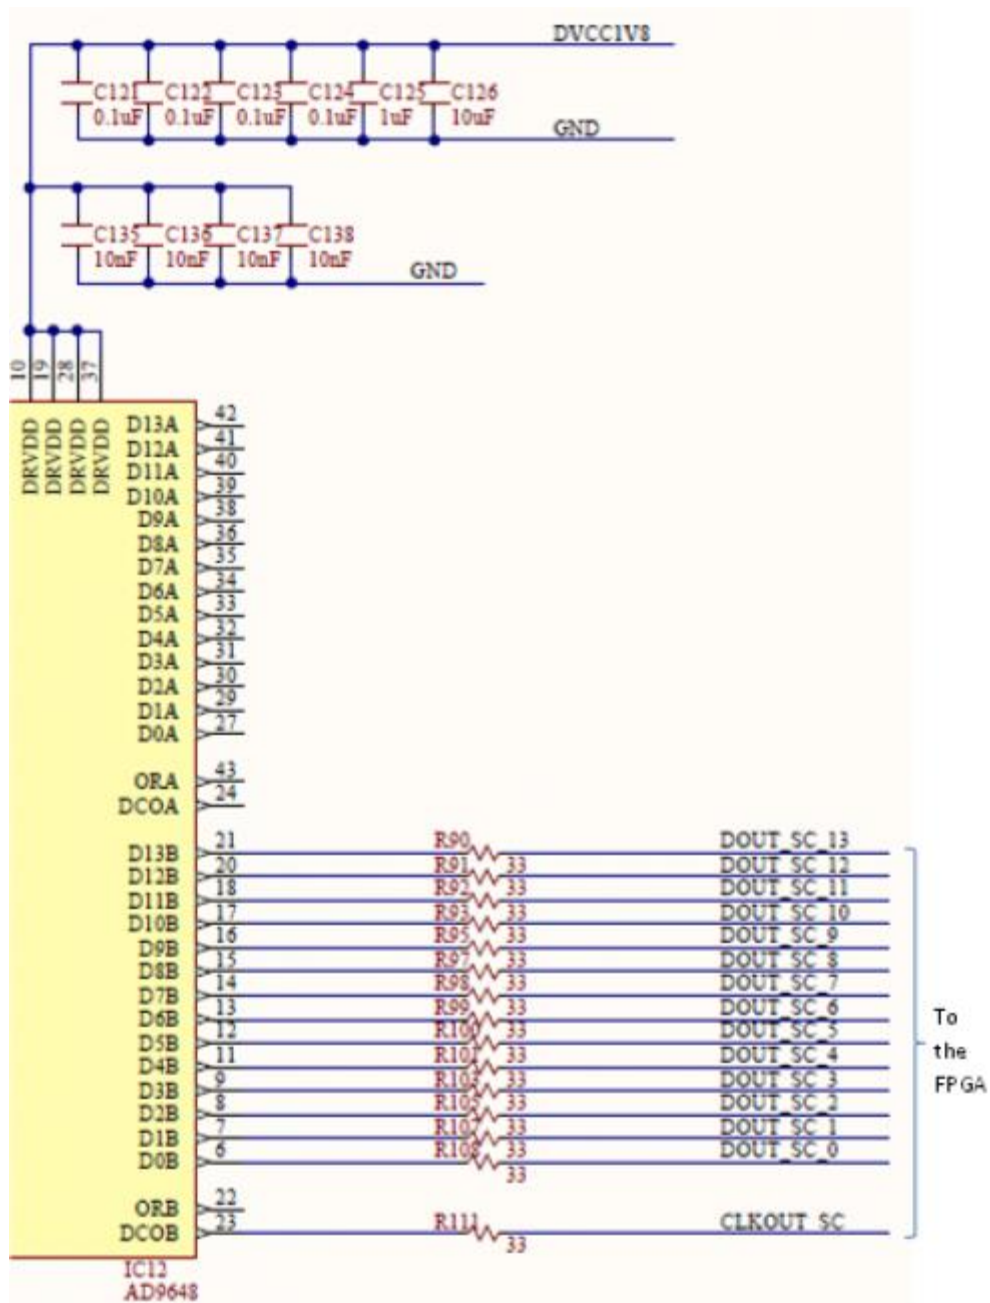 DVCC1V8
C121 C122 C123 C124 C125 C126
0.1uF 0.1uF 0.1uF 0.1uF 1uF 10uF
GND
C135 C136 C137 C138
10nF 10nF 10nF 10nF
GND
10 19 28 37
DRVDD DRVDD DRVDD DRVDD
D13A 42
D12A 41
D11A 40
D10A 39
D9A 38
D8A 36
D7A 35
D6A 34
D5A 33
D4A 32
D3A 31
D2A 30
D1A 29
D0A 27
ORA 43
DCOA 24
D13B 21 R90 33 DOUT_SC_13
D12B 20 R91 33 DOUT_SC_12
D11B 18 R92 33 DOUT_SC_11
D10B 17 R93 33 DOUT_SC_10
D9B 16 R95 33 DOUT_SC_9
D8B 15 R97 33 DOUT_SC_8
D7B 14 R98 33 DOUT_SC_7
D6B 13 R99 33 DOUT_SC_6
D5B 12 R100 33 DOUT_SC_5
D4B 11 R101 33 DOUT_SC_4
D3B 9 33 DOUT_SC_3
D2B 8 33 DOUT_SC_2
D1B 7 33 DOUT_SC_1
D0B 6 R108 33 DOUT_SC_0
ORB 22
DCOB 23 R111 33 CLKOUT_SC
To
the
FPGA
IC12
AD9648